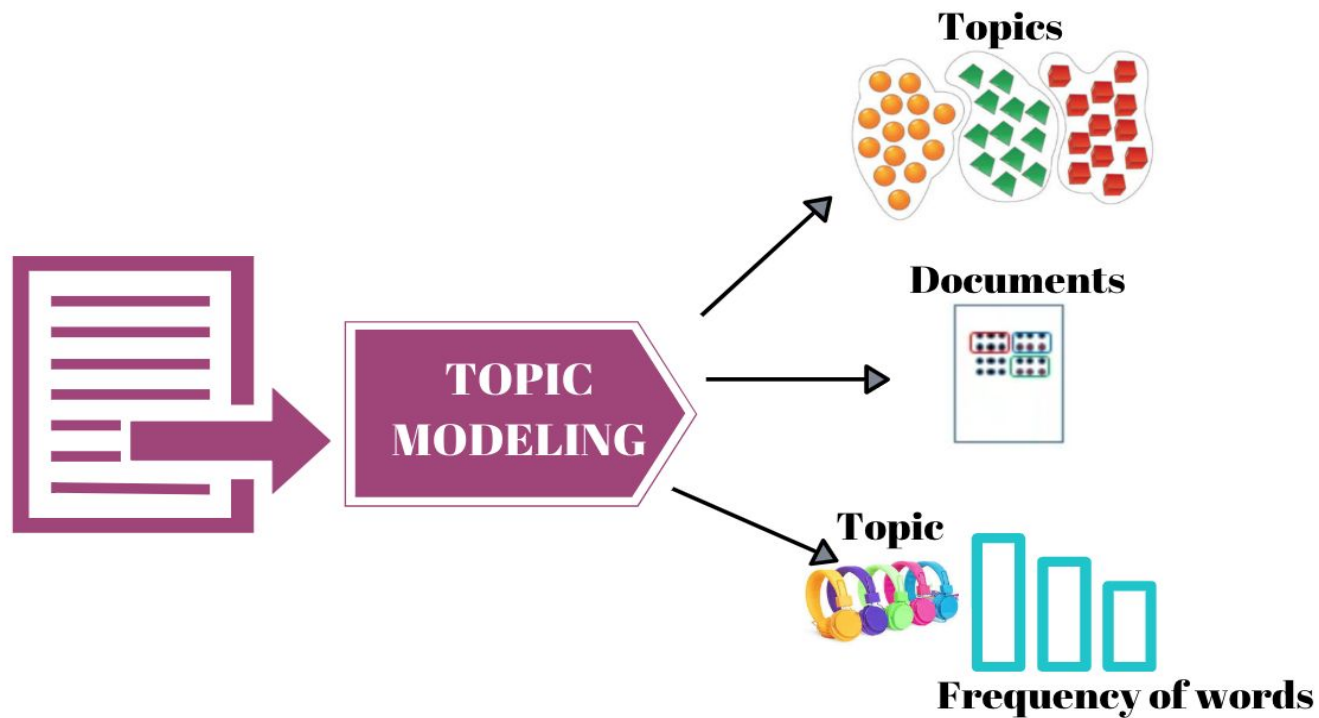 Topics
TOPIC
MODELING
Documents
Topic
Frequency of words